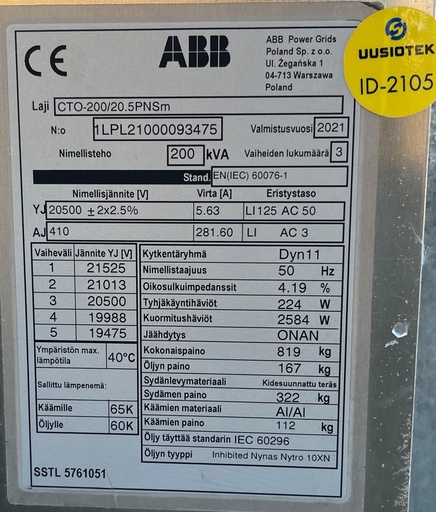 CE
ABB
ABB Power Grids
Poland Sp. z o.o.
Ul. Żegańska 1
04-713 Warszawa
Poland
UUSIOTEK
ID-2105
Laji CTO-200/20.5PNSm
N:o 1LPL21000093475 Valmistusvuosi 2021
Nimellisteho 200 kVA Vaiheiden lukumäärä 3
Stand. EN(IEC) 60076-1
Nimellisjännite [V] Virta [A] Eristystaso
YJ 20500 ±2x2.5% 5.63 LI125 AC 50
AJ 410 281.60 LI AC 3
Vaiheväli Jännite YJ [V]
1 21525
2 21013
3 20500
4 19988
5 19475
Ympäristön max. lämpötila 40°C
Sallittu lämpenemä:
Käämille 65K
Öljylle 60K
SSTL 5761051
Kytkentäryhmä Dyn11
Nimellistaajuus 50 Hz
Oikosulkuimpedanssit 4.19 %
Tyhjäkäyntihäviöt 224 W
Kuormitushäviöt 2584 W
Jäähdytys ONAN
Kokonaispaino 819 kg
Öljyn paino 167 kg
Sydänlevymateriaali Kidesuunnattu teräs
Sydämen paino 322 kg
Käämien materiaali Al/Al
Käämien paino 112 kg
Öljy täyttää standarin IEC 60296
Öljyn tyyppi Inhibited Nynas Nytro 10XN